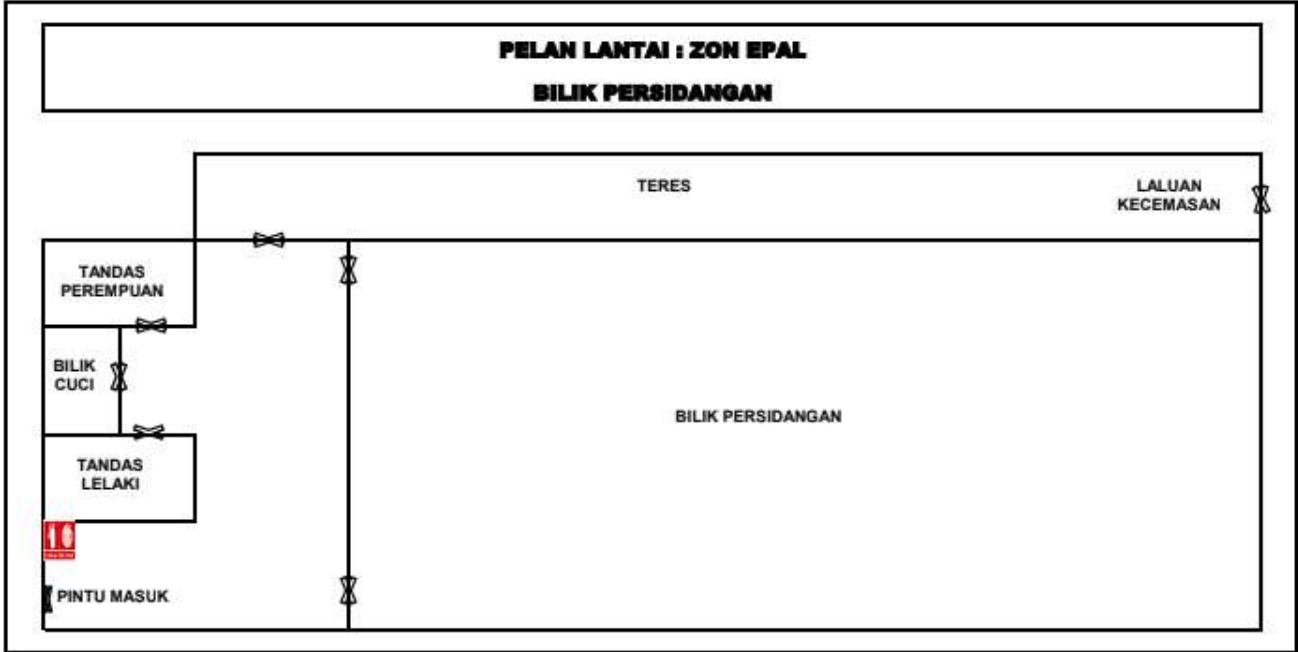 PELAN LANTAI : ZON EPAL
BILIK PERSIDANGAN
TERES
LALUAN
KECEMASAN
TANDAS
PEREMPUAN
BILIK
CUCI
BILIK PERSIDANGAN
TANDAS
LELAKI
PINTU MASUK